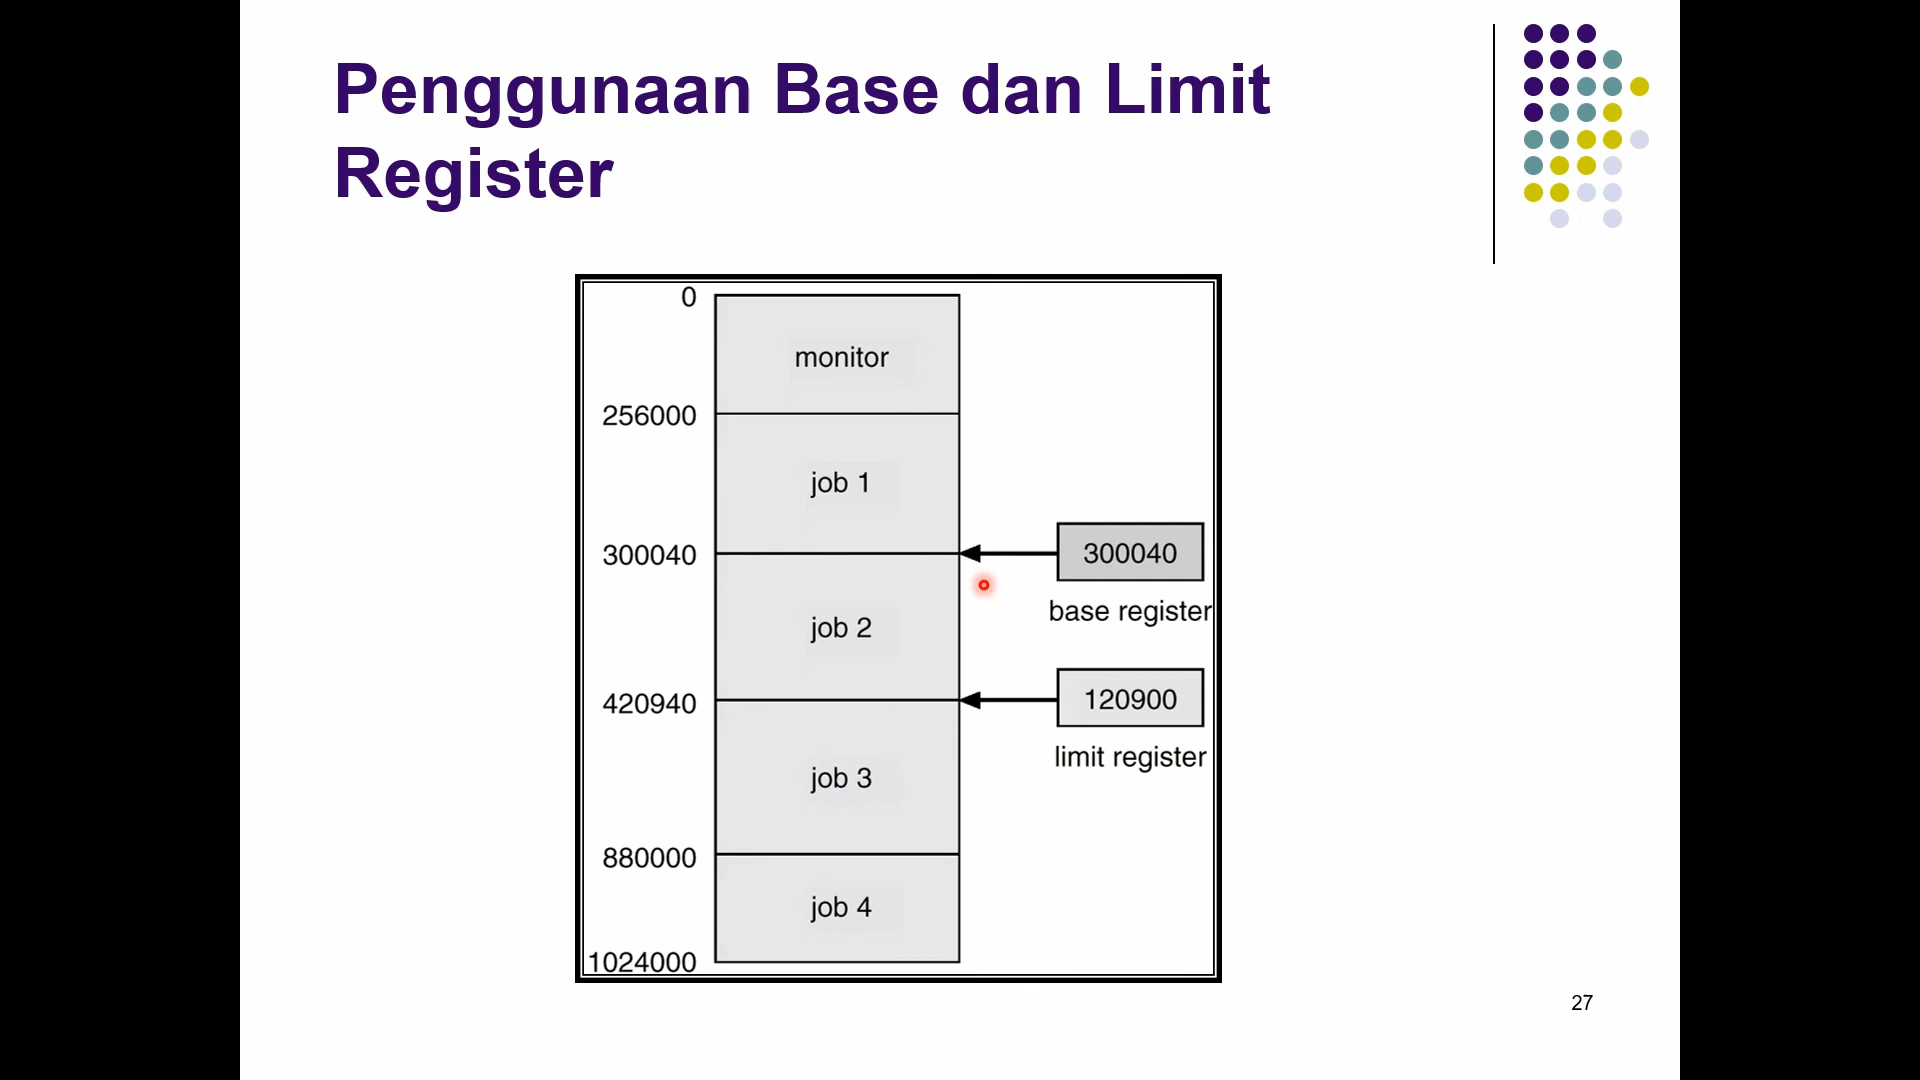 Penggunaan Base dan Limit
Register
0
monitor
256000
job 1
300040
300040
base register
job 2
420940
120900
limit register
job 3
880000
job 4
1024000
27